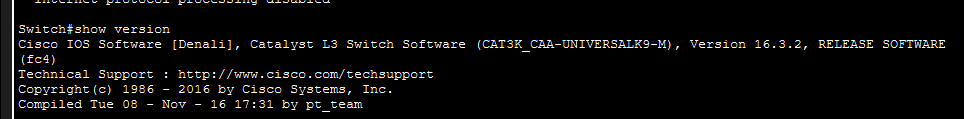 Internet protocol processing disabled
Switch#show version
Cisco IOS Software [Denali], Catalyst L3 Switch Software (CAT3K_CAA-UNIVERSALK9-M), Version 16.3.2, RELEASE SOFTWARE
(fc4)
Technical Support : http://www.cisco.com/techsupport
Copyright(c) 1986 - 2016 by Cisco Systems, Inc.
Compiled Tue 08 - Nov - 16 17:31 by pt_team